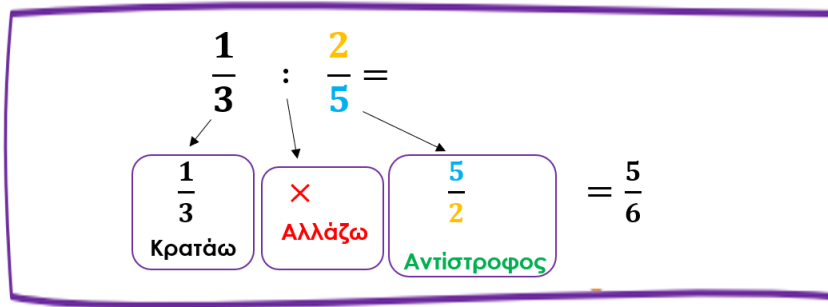 1/3 : 2/5 =
1/3 × 5/2 = 5/6
Κρατάω Αλλάζω Αντίστροφος